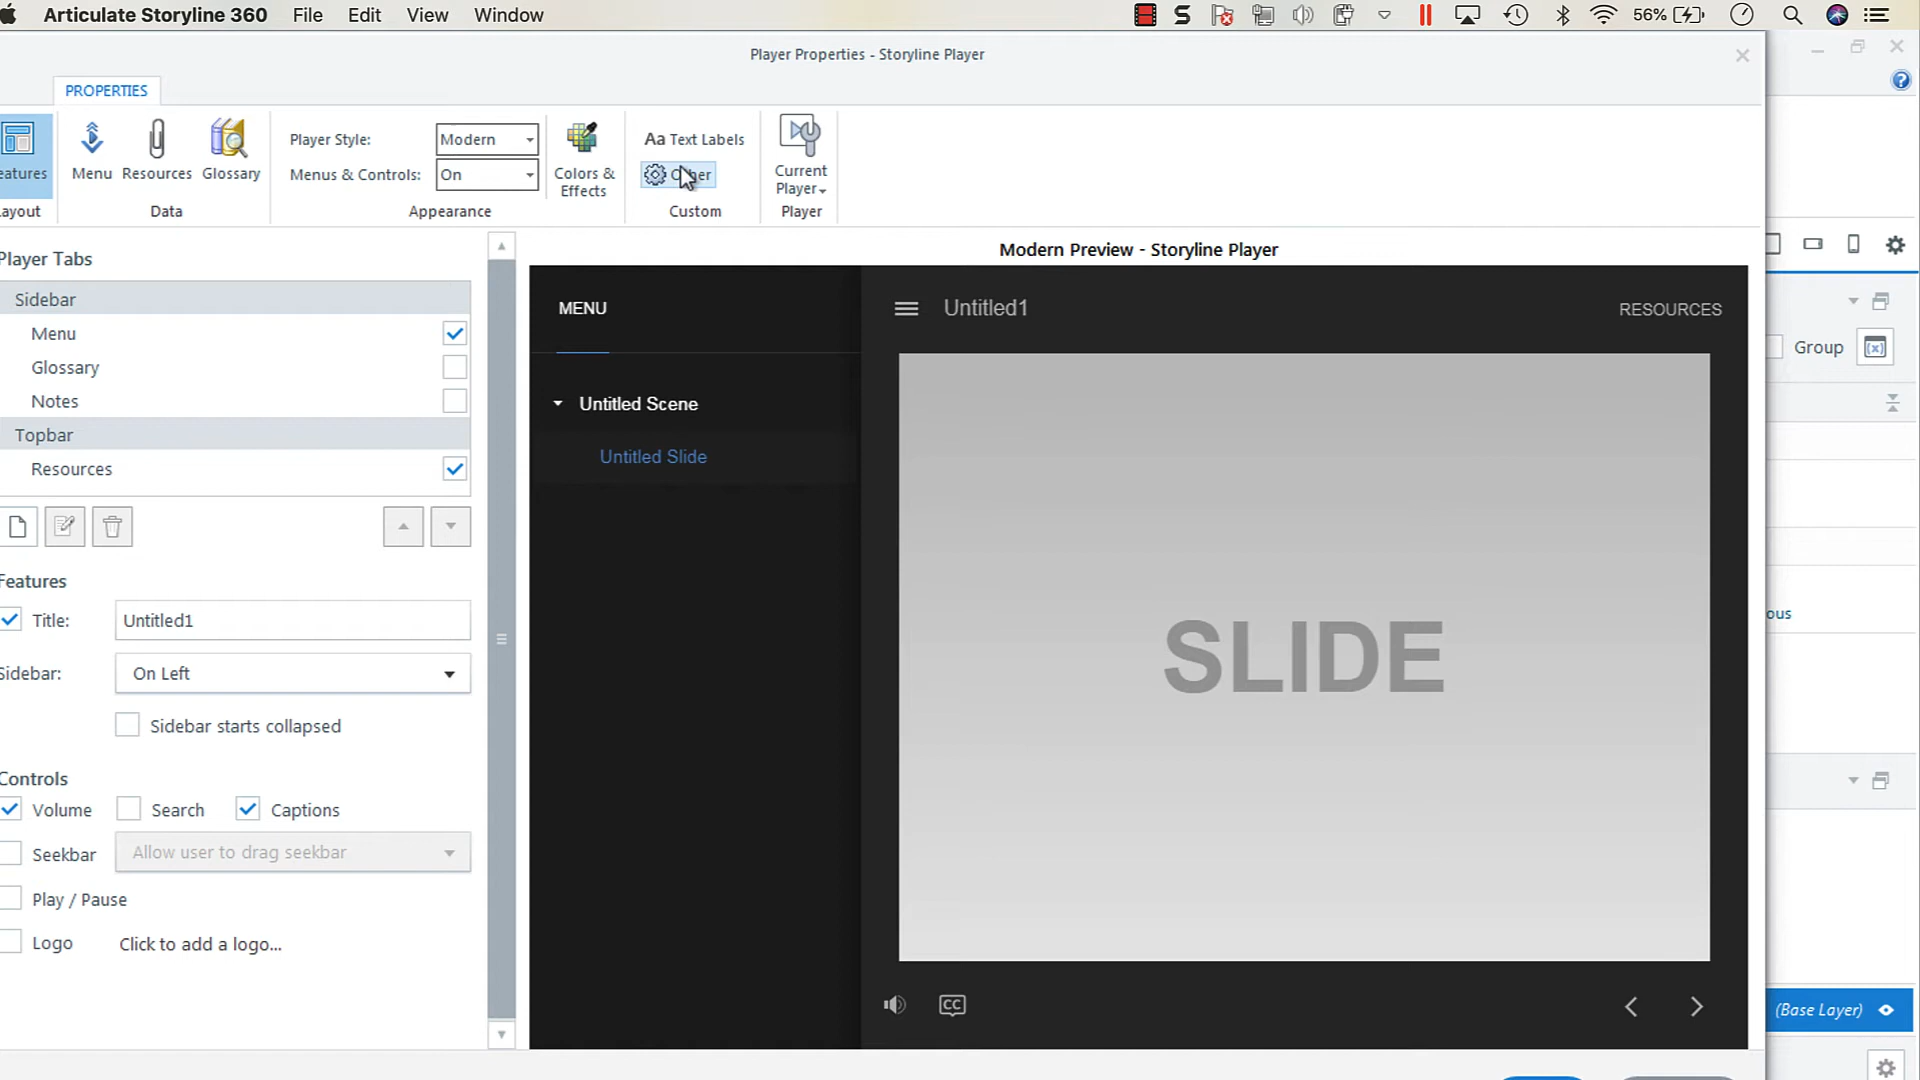 Articulate Storyline 360 File Edit View Window 56%
Player Properties - Storyline Player
PROPERTIES
Menu Resources Glossary
Player Style: Modern
Menus & Controls: On
Colors & Effects
Aa Text Labels
Current Player
eatures
ayout Data Appearance Custom Player
Player Tabs
Sidebar
Menu
Glossary
Notes
Topbar
Resources
Features
Title: Untitled1
Sidebar: On Left
Sidebar starts collapsed
Controls
Volume Search Captions
Seekbar Allow user to drag seekbar
Play / Pause
Logo Click to add a logo...
Modern Preview - Storyline Player
MENU
Untitled1 RESOURCES
Untitled Scene
Untitled Slide
SLIDE
CC
Group
(x)
ous
(Base Layer)